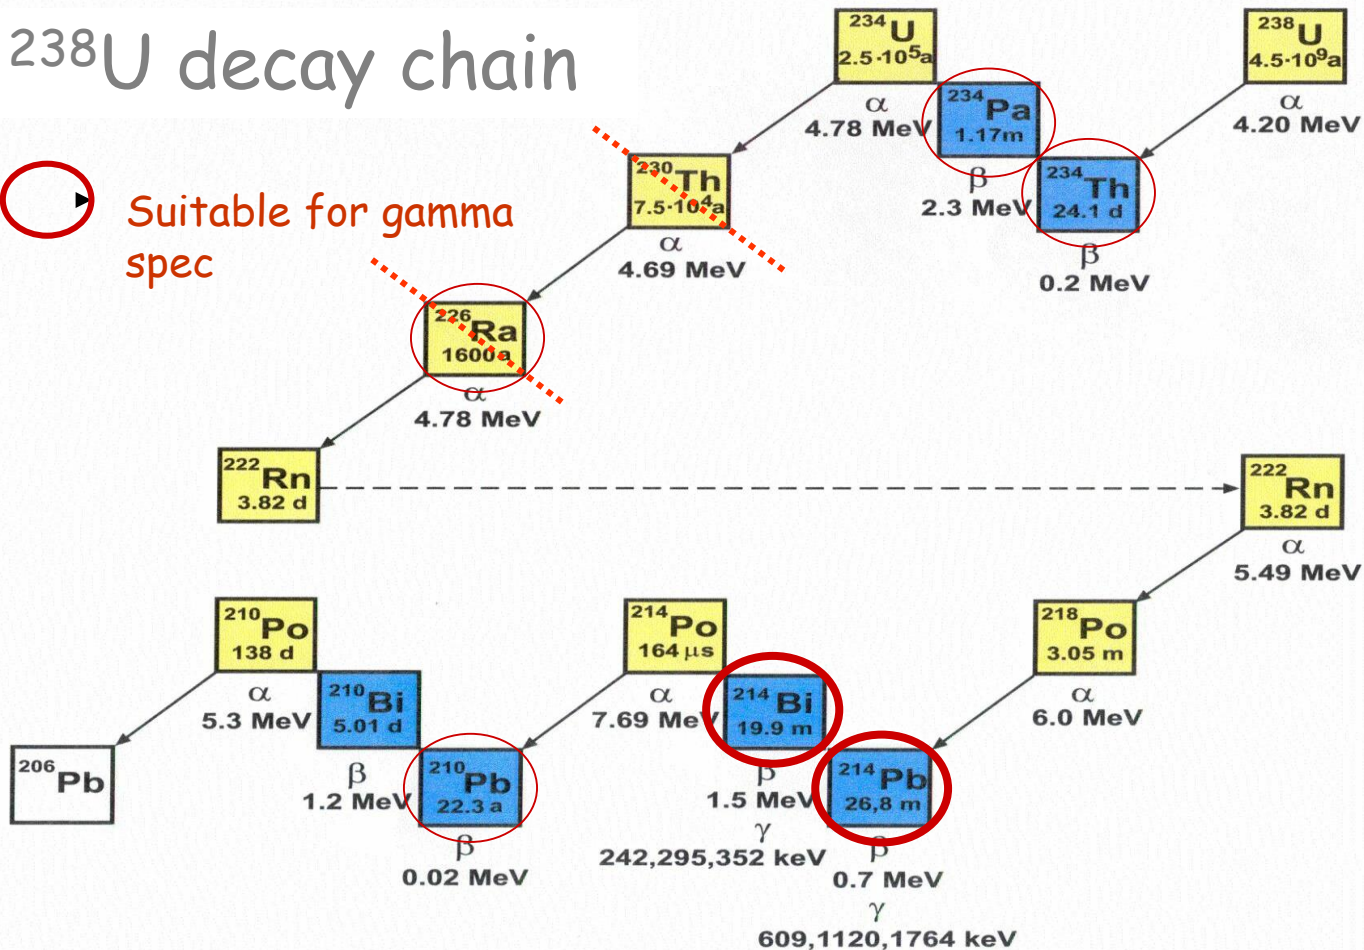 ²³⁸U decay chain
Suitable for gamma
spec
²³⁸U
4.5·10⁹a
α
4.20 MeV
²³⁴Th
24.1 d
β
0.2 MeV
²³⁴Pa
1.17m
β
2.3 MeV
²³⁴U
2.5·10⁵a
α
4.78 MeV
²³⁰Th
7.5·10⁴a
α
4.69 MeV
²²⁶Ra
1600a
α
4.78 MeV
²²²Rn
3.82 d
²²²Rn
3.82 d
α
5.49 MeV
²¹⁸Po
3.05 m
α
6.0 MeV
²¹⁴Pb
26,8 m
β
0.7 MeV
γ
609,1120,1764 keV
²¹⁴Bi
19.9 m
β
1.5 MeV
γ
242,295,352 keV
²¹⁴Po
164 μs
α
7.69 MeV
²¹⁰Pb
22.3 a
β
0.02 MeV
²¹⁰Bi
5.01 d
β
1.2 MeV
²¹⁰Po
138 d
α
5.3 MeV
²⁰⁶Pb